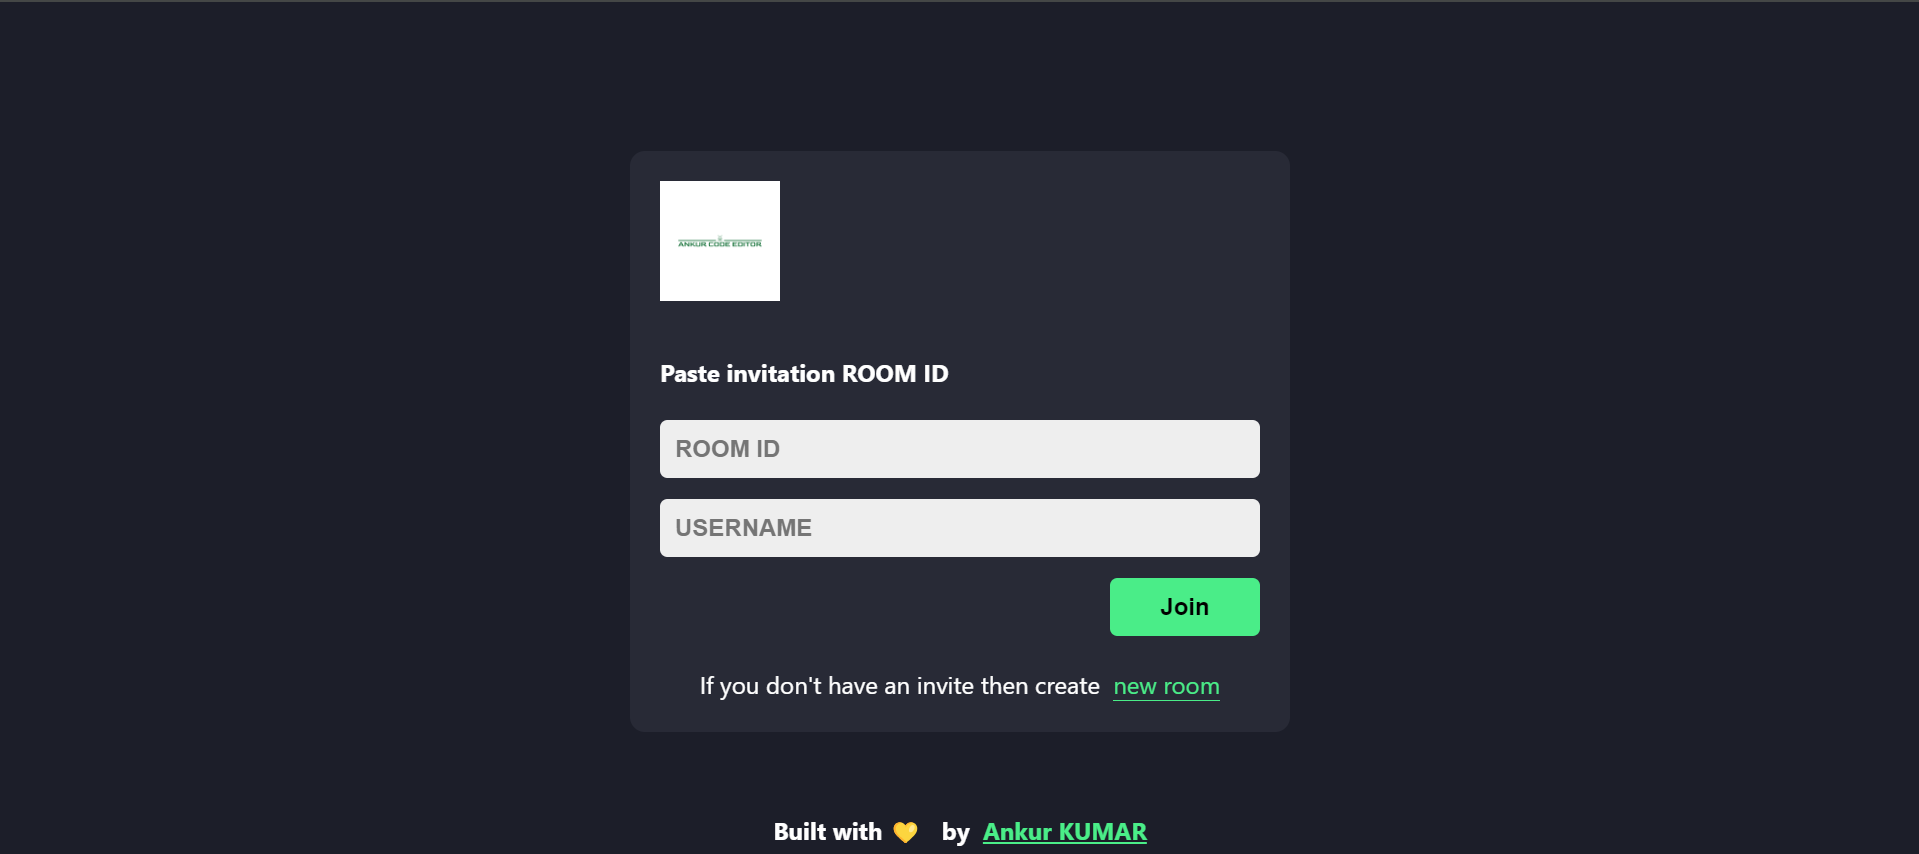 ANKUR CODE EDITOR
Paste invitation ROOM ID
ROOM ID
USERNAME
Join
If you don't have an invite then create new room
Built with 💛 by Ankur KUMAR